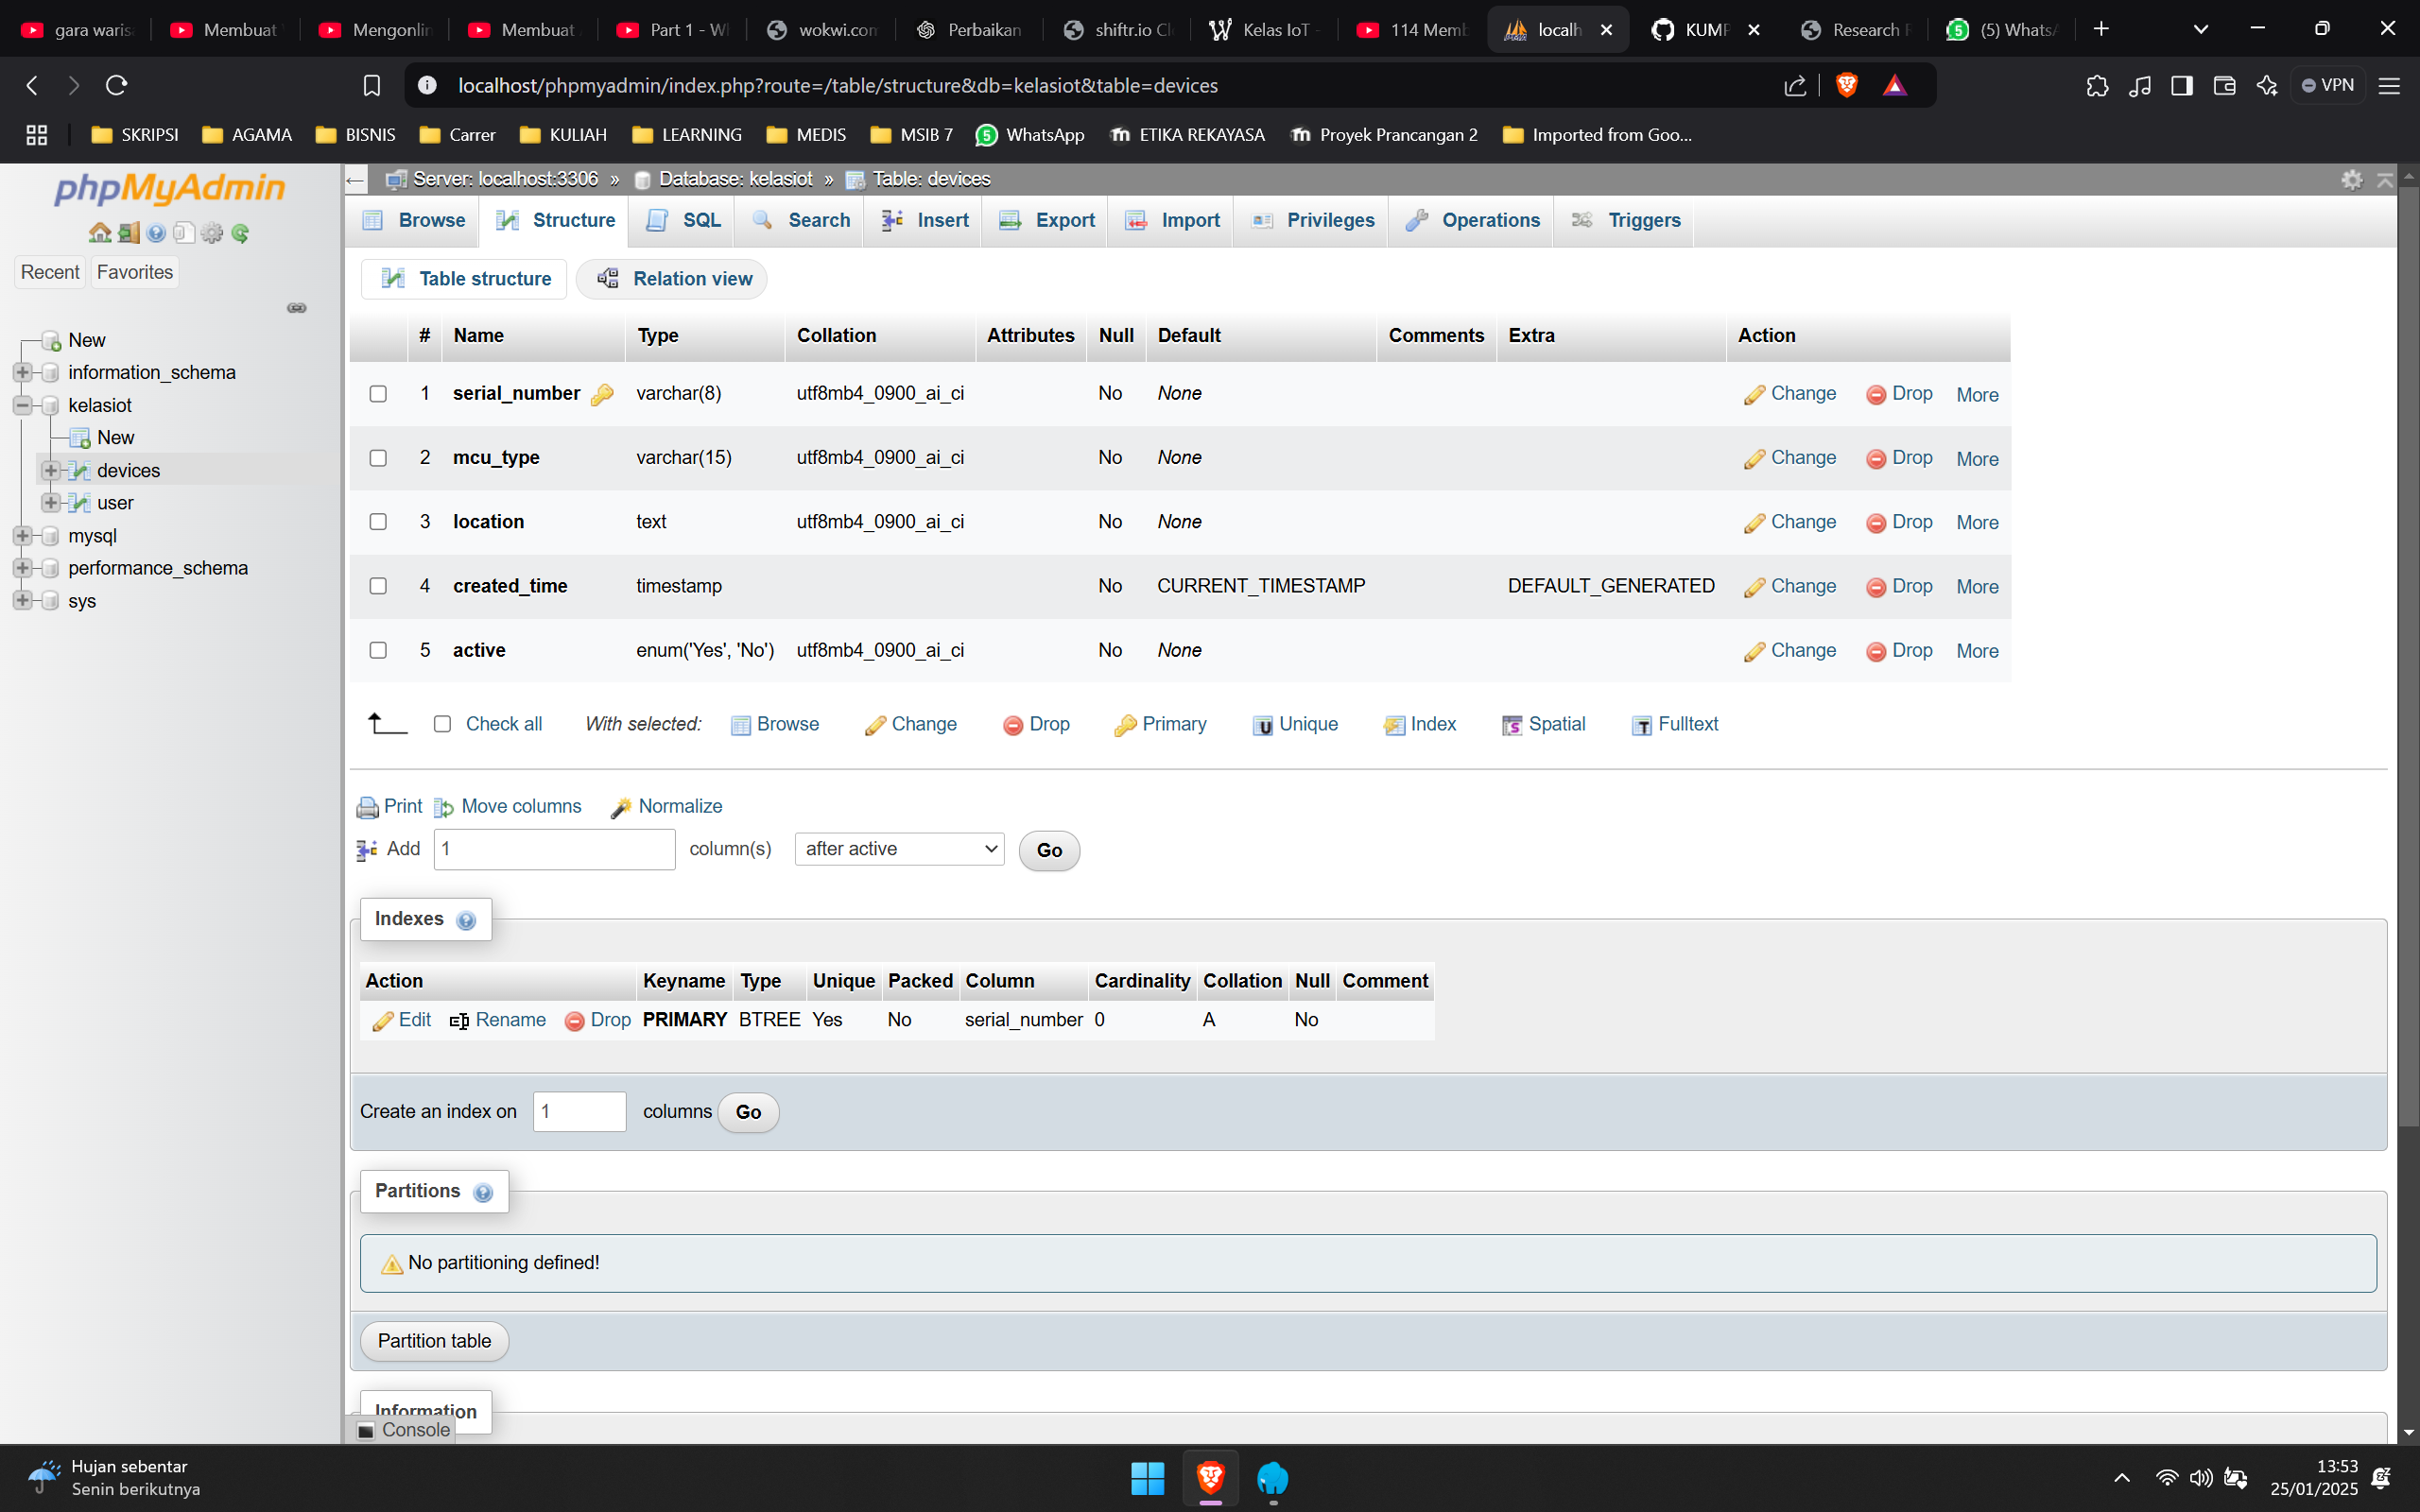 gara waris
Membuat
Mengonlin
Membuat
Part 1 - W
wokwi.com
Perbaikan
shiftr.io Cl
Kelas IoT -
114 Memb
localh
KUMP
Research
(5) WhatsA
localhost/phpmyadmin/index.php?route=/table/structure&db=kelasiot&table=devices
VPN
SKRIPSI AGAMA BISNIS Carrer KULIAH LEARNING MEDIS MSIB 7 WhatsApp ETIKA REKAYASA Proyek Prancangan 2 Imported from Goo...
phpMyAdmin
Recent Favorites
New
information_schema
kelasiot
New
devices
user
mysql
performance_schema
sys
Server: localhost:3306 » Database: kelasiot » Table: devices
Browse Structure SQL Search Insert Export Import Privileges Operations Triggers
Table structure Relation view
# Name Type Collation Attributes Null Default Comments Extra Action
1 serial_number varchar(8) utf8mb4_0900_ai_ci No None Change Drop More
2 mcu_type varchar(15) utf8mb4_0900_ai_ci No None Change Drop More
3 location text utf8mb4_0900_ai_ci No None Change Drop More
4 created_time timestamp No CURRENT_TIMESTAMP DEFAULT_GENERATED Change Drop More
5 active enum('Yes', 'No') utf8mb4_0900_ai_ci No None Change Drop More
Check all With selected: Browse Change Drop Primary Unique Index Spatial Fulltext
Print Move columns Normalize
Add 1 column(s) after active Go
Indexes
Action Keyname Type Unique Packed Column Cardinality Collation Null Comment
Edit Rename Drop PRIMARY BTREE Yes No serial_number 0 A No
Create an index on 1 columns Go
Partitions
No partitioning defined!
Partition table
Information
Console
Hujan sebentar
Senin berikutnya
13:53
25/01/2025